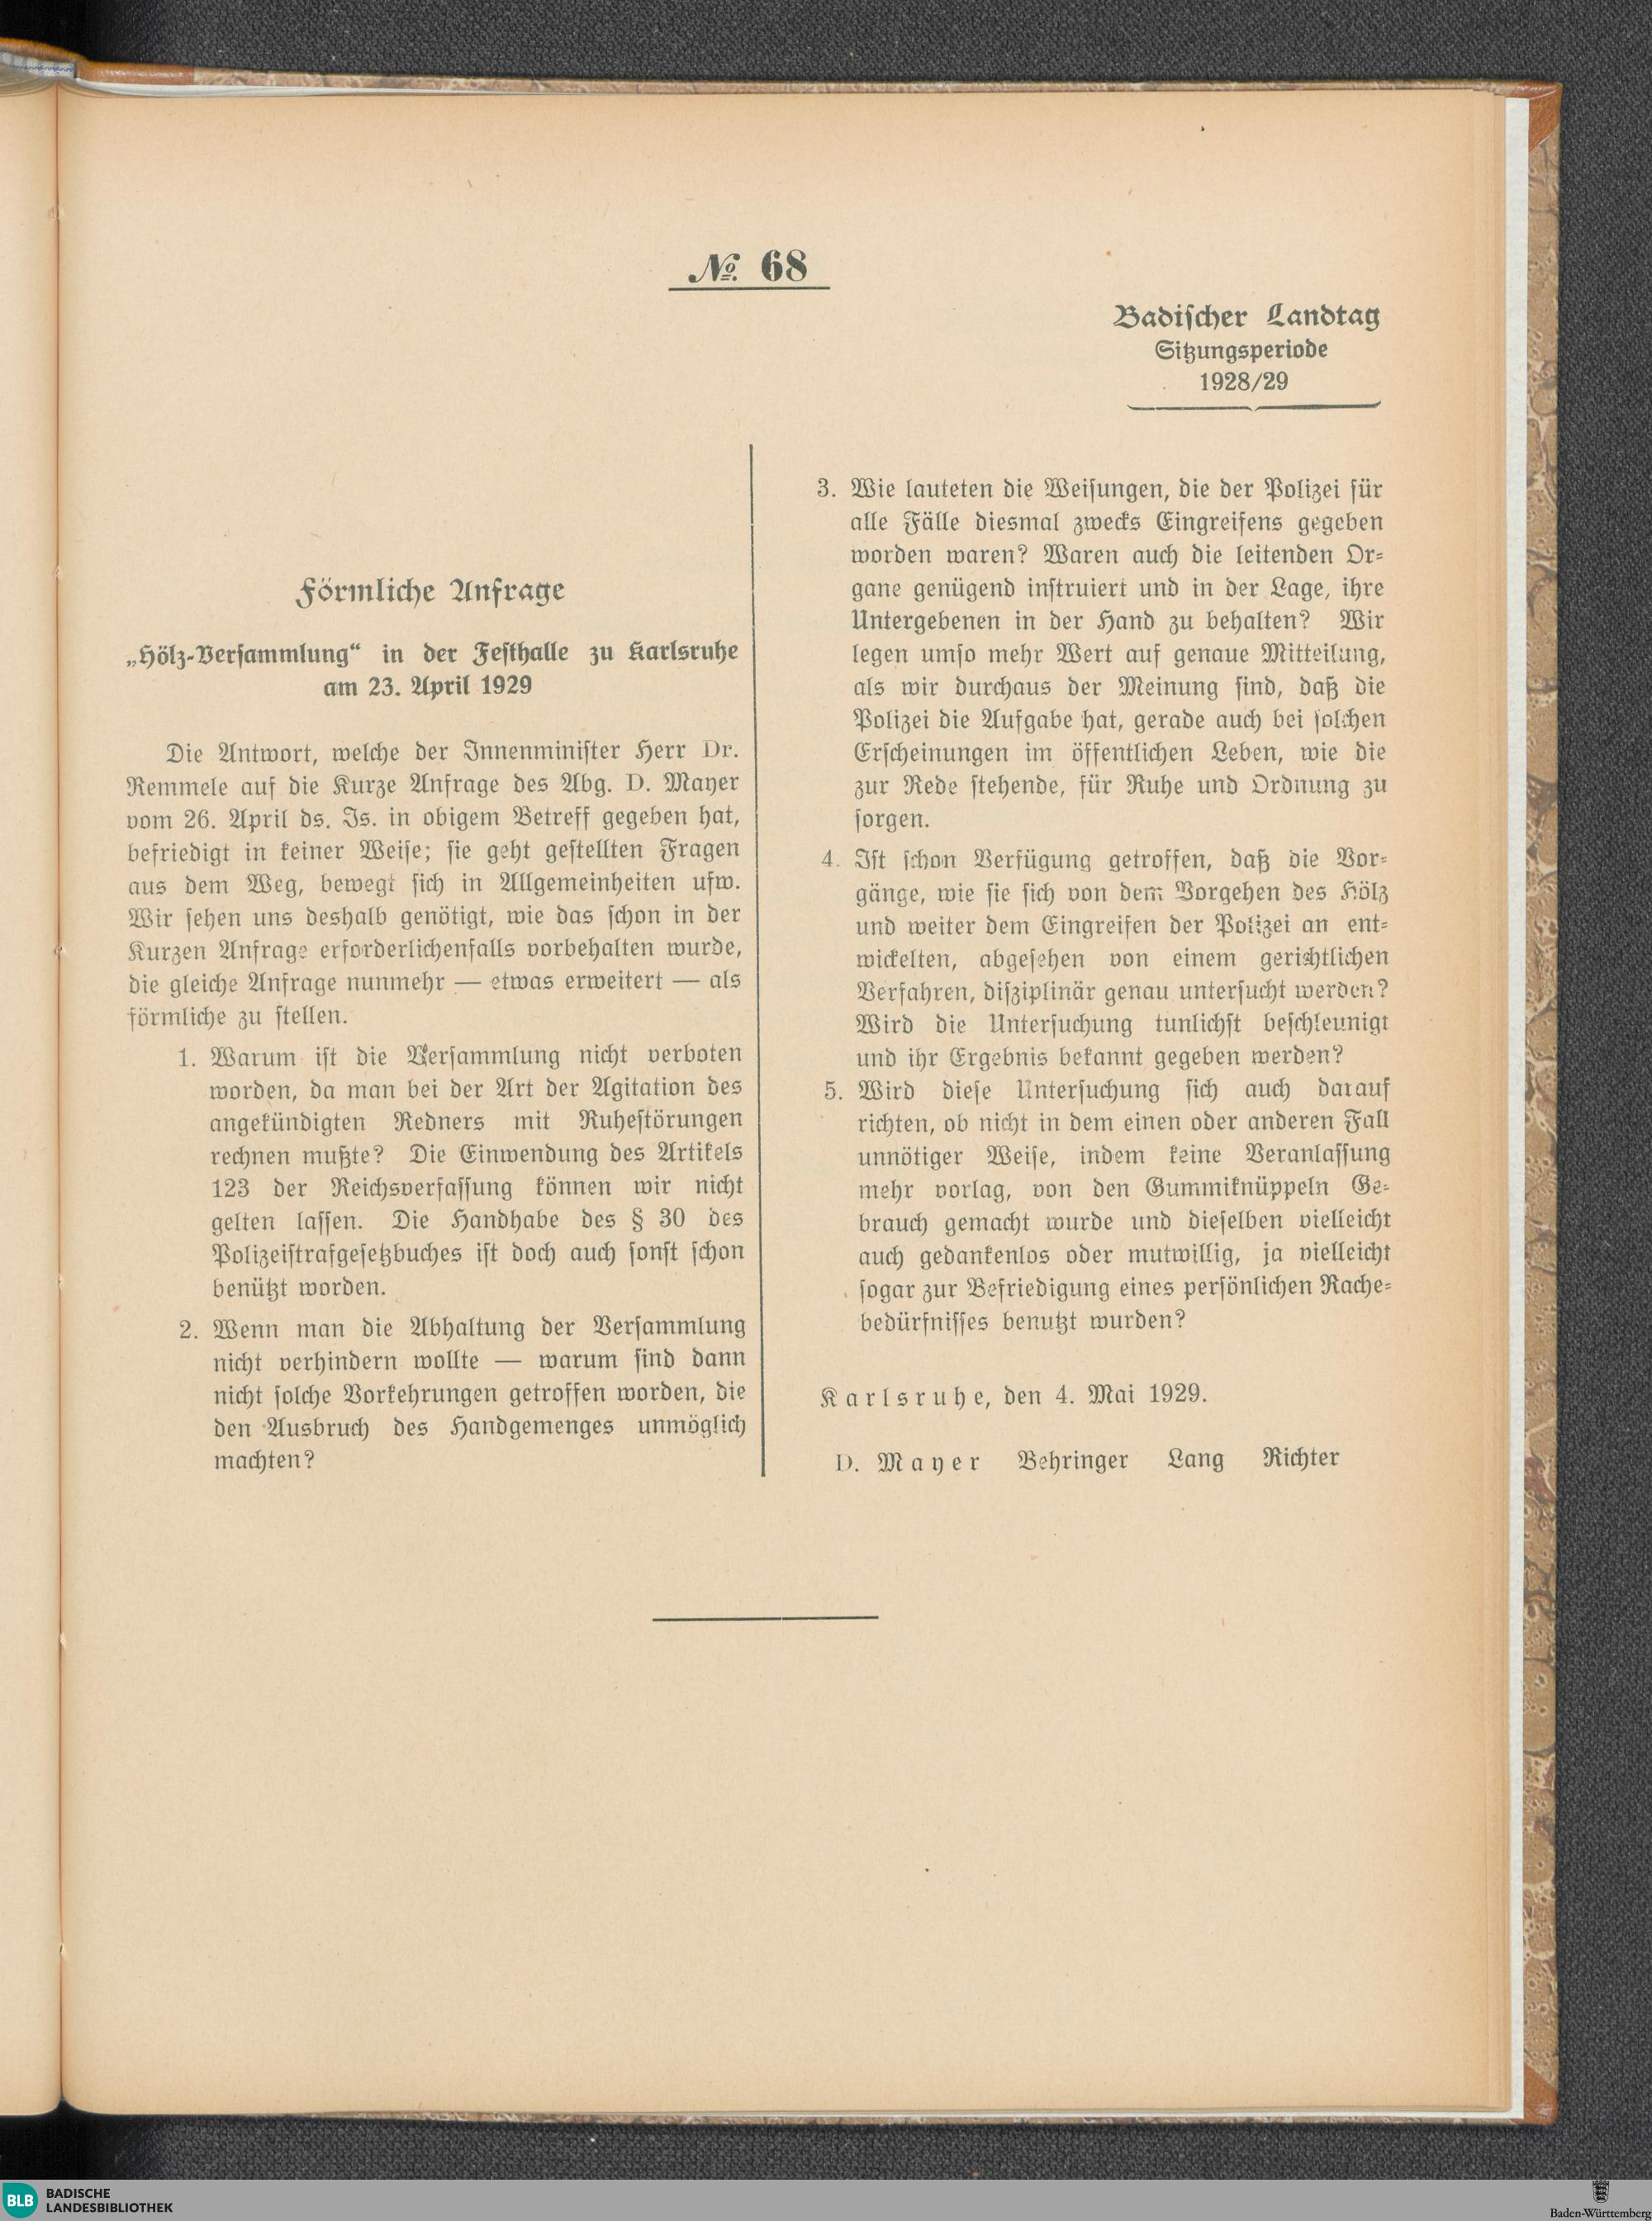 № 68
Badischer Landtag
Sitzungsperiode
1928/29
Förmliche Anfrage
„Hölz-Versammlung“ in der Festhalle zu Karlsruhe
am 23. April 1929
Die Antwort, welche der Innenminister Herr Dr.
Remmele auf die Kurze Anfrage des Abg. D. Mayer
vom 26. April ds. Js. in obigem Betreff gegeben hat,
befriedigt in keiner Weise; sie geht gestellten Fragen
aus dem Weg, bewegt sich in Allgemeinheiten usw.
Wir sehen uns deshalb genötigt, wie das schon in der
Kurzen Anfrage erforderlichenfalls vorbehalten wurde,
die gleiche Anfrage nunmehr — etwas erweitert — als
förmliche zu stellen.
1. Warum ist die Versammlung nicht verboten
worden, da man bei der Art der Agitation des
angekündigten Redners mit Ruhestörungen
rechnen mußte? Die Einwendung des Artikels
123 der Reichsverfassung können wir nicht
gelten lassen. Die Handhabe des § 30 des
Polizeistrafgesetzbuches ist doch auch sonst schon
benützt worden.
2. Wenn man die Abhaltung der Versammlung
nicht verhindern wollte — warum sind dann
nicht solche Vorkehrungen getroffen worden, die
den Ausbruch des Handgemenges unmöglich
machten?
3. Wie lauteten die Weisungen, die der Polizei für
alle Fälle diesmal zwecks Eingreifens gegeben
worden waren? Waren auch die leitenden Or-
gane genügend instruiert und in der Lage, ihre
Untergebenen in der Hand zu behalten? Wir
legen umso mehr Wert auf genaue Mitteilung,
als wir durchaus der Meinung sind, daß die
Polizei die Aufgabe hat, gerade auch bei solchen
Erscheinungen im öffentlichen Leben, wie die
zur Rede stehende, für Ruhe und Ordnung zu
sorgen.
4. Ist schon Verfügung getroffen, daß die Vor-
gänge, wie sie sich von dem Vorgehen des Hölz
und weiter dem Eingreifen der Polizei an ent-
wickelten, abgesehen von einem gerichtlichen
Verfahren, disziplinär genau untersucht werden?
Wird die Untersuchung tunlichst beschleunigt
und ihr Ergebnis bekannt gegeben werden?
5. Wird diese Untersuchung sich auch darauf
richten, ob nicht in dem einen oder anderen Fall
unnötiger Weise, indem keine Veranlassung
mehr vorlag, von den Gummiknüppeln Ge-
brauch gemacht wurde und dieselben vielleicht
auch gedankenlos oder mutwillig, ja vielleicht
sogar zur Befriedigung eines persönlichen Rache-
bedürfnisses benutzt wurden?
Karlsruhe, den 4. Mai 1929.
D. Mayer Behringer Lang Richter
BLB BADISCHE
LANDESBIBLIOTHEK
Baden-Württemberg